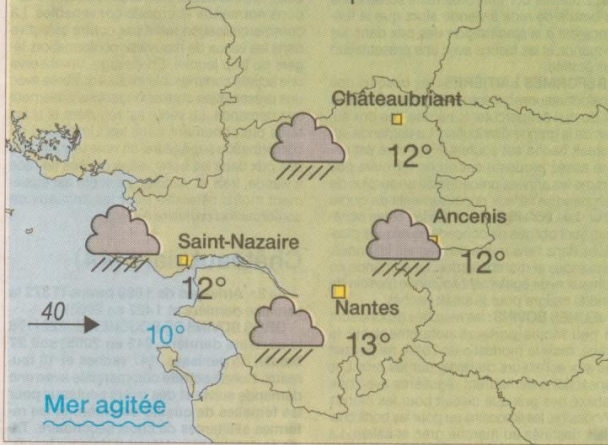 Châteaubriant
12°
Ancenis
12°
Saint-Nazaire
12°
Nantes
13°
40
10°
Mer agitée